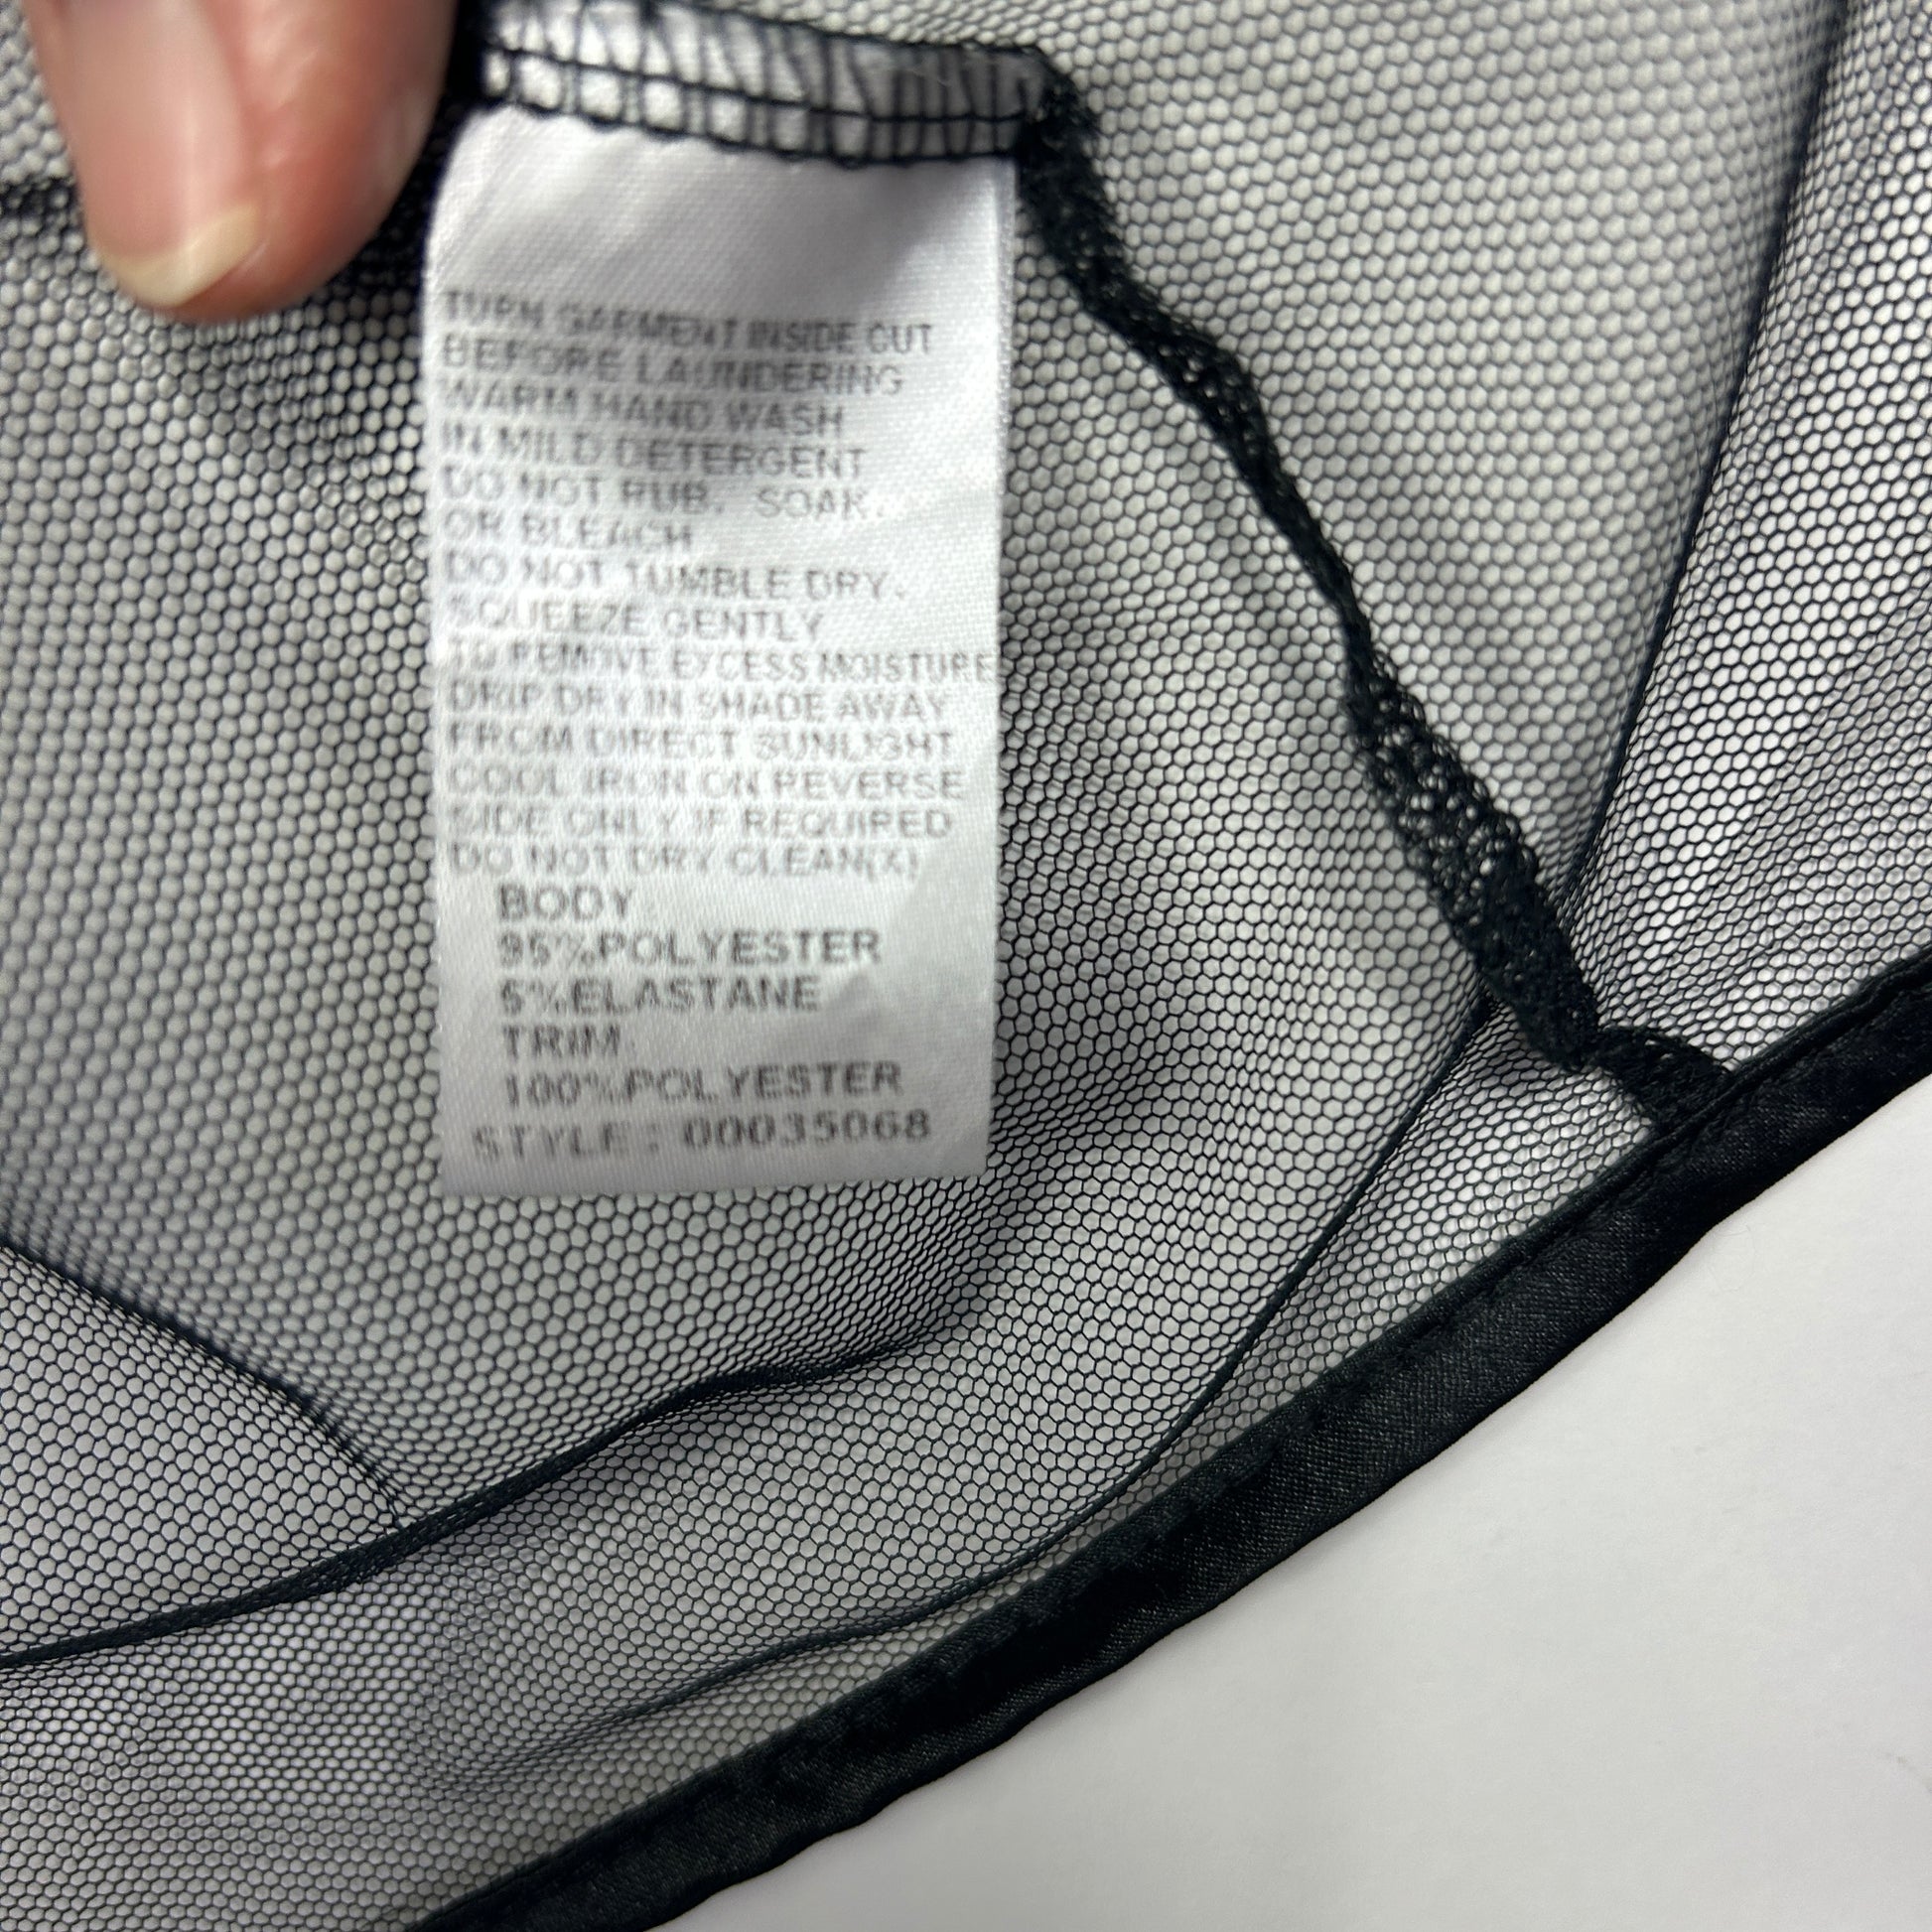 TURN GARMENT INSIDE OUT
BEFORE LAUNDERING
WARM HAND WASH
IN MILD DETERGENT
DO NOT RUB, SOAK,
OR BLEACH
DO NOT TUMBLE DRY.
SQUEEZE GENTLY
TO REMOVE EXCESS MOISTURE
DRIP DRY IN SHADE AWAY
FROM DIRECT SUNLIGHT
COOL IRON ON REVERSE
SIDE ONLY IF REQUIRED
DO NOT DRY CLEAN(X)
BODY
95%POLYESTER
5%ELASTANE
TRIM
100%POLYESTER
STYLE : 00035068